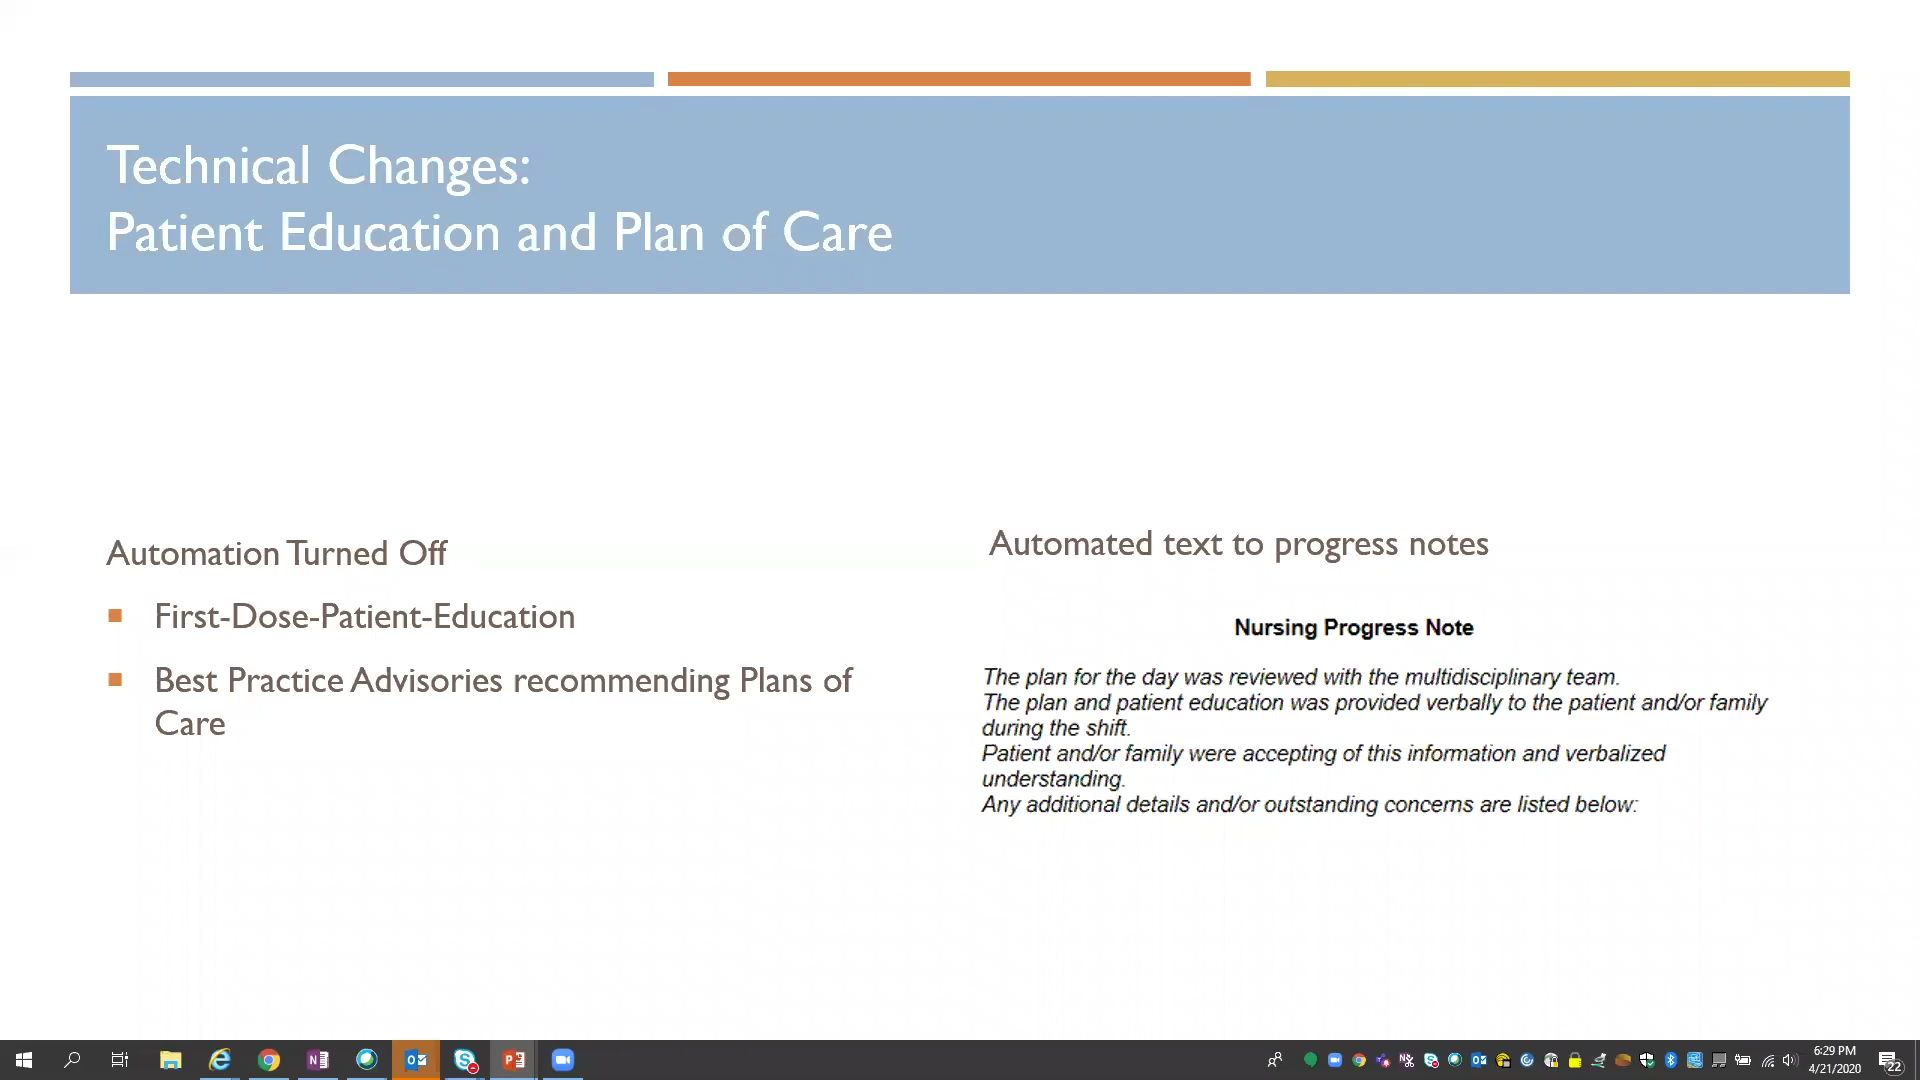 Technical Changes:
Patient Education and Plan of Care
Automation Turned Off
First-Dose-Patient-Education
Best Practice Advisories recommending Plans of
Care
Automated text to progress notes
Nursing Progress Note
The plan for the day was reviewed with the multidisciplinary team.
The plan and patient education was provided verbally to the patient and/or family
during the shift.
Patient and/or family were accepting of this information and verbalized
understanding.
Any additional details and/or outstanding concerns are listed below:
6:29 PM
4/21/2020
22